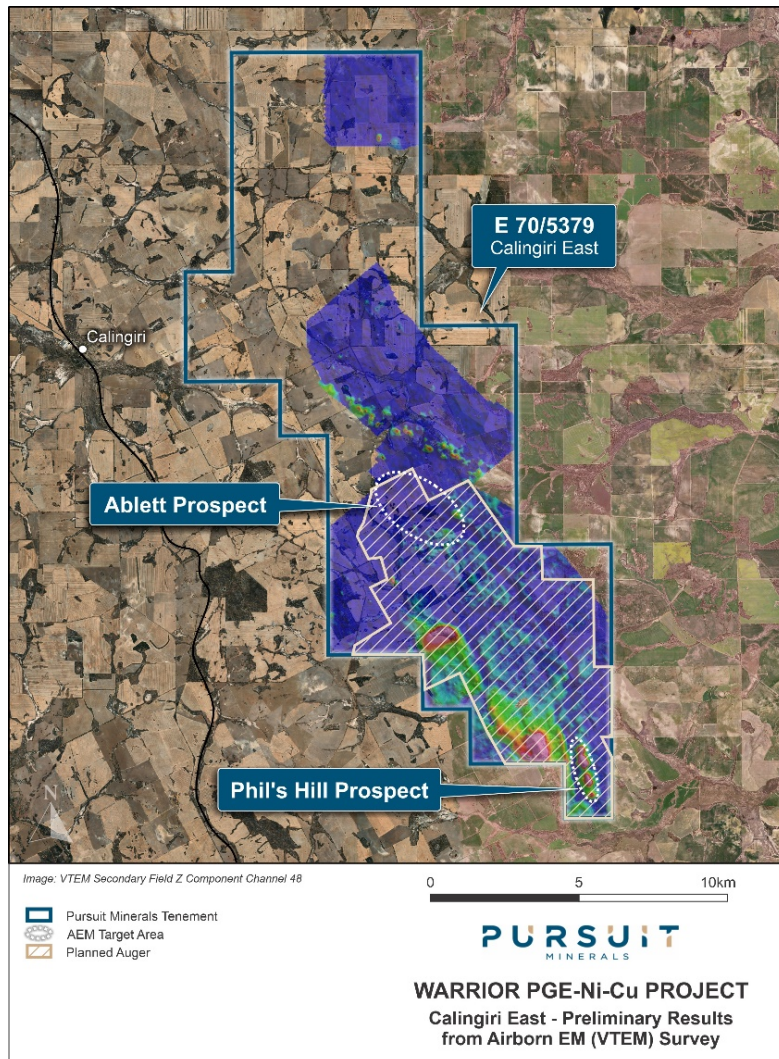 E 70/5379
Calingiri East
Calingiri
Ablett Prospect
Phil's Hill Prospect
N
Image: VTEM Secondary Field Z Component Channel 48
0 5 10km
Pursuit Minerals Tenement
AEM Target Area
Planned Auger
PURSUIT
MINERALS
WARRIOR PGE-Ni-Cu PROJECT
Calingiri East - Preliminary Results
from Airborn EM (VTEM) Survey